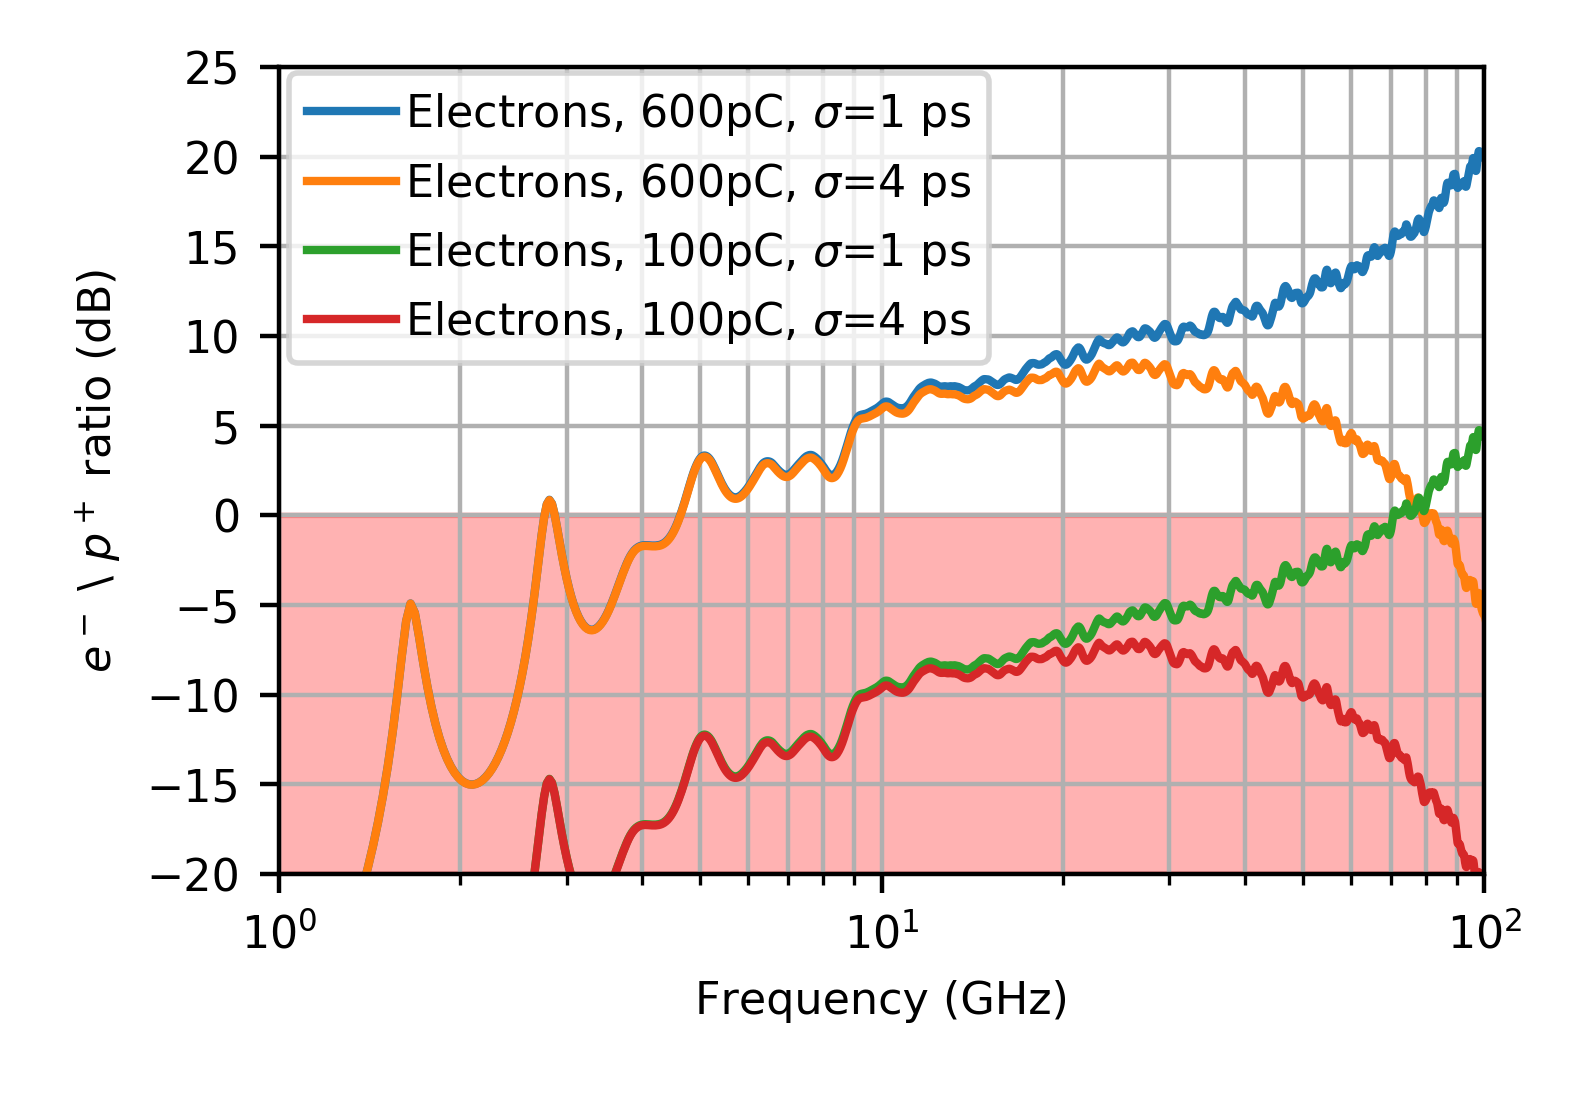 25
20
15
10
5
0
−5
−10
−15
−20
e⁻ \ p⁺ ratio (dB)
Electrons, 600pC, σ=1 ps
Electrons, 600pC, σ=4 ps
Electrons, 100pC, σ=1 ps
Electrons, 100pC, σ=4 ps
10⁰ 10¹ 10²
Frequency (GHz)